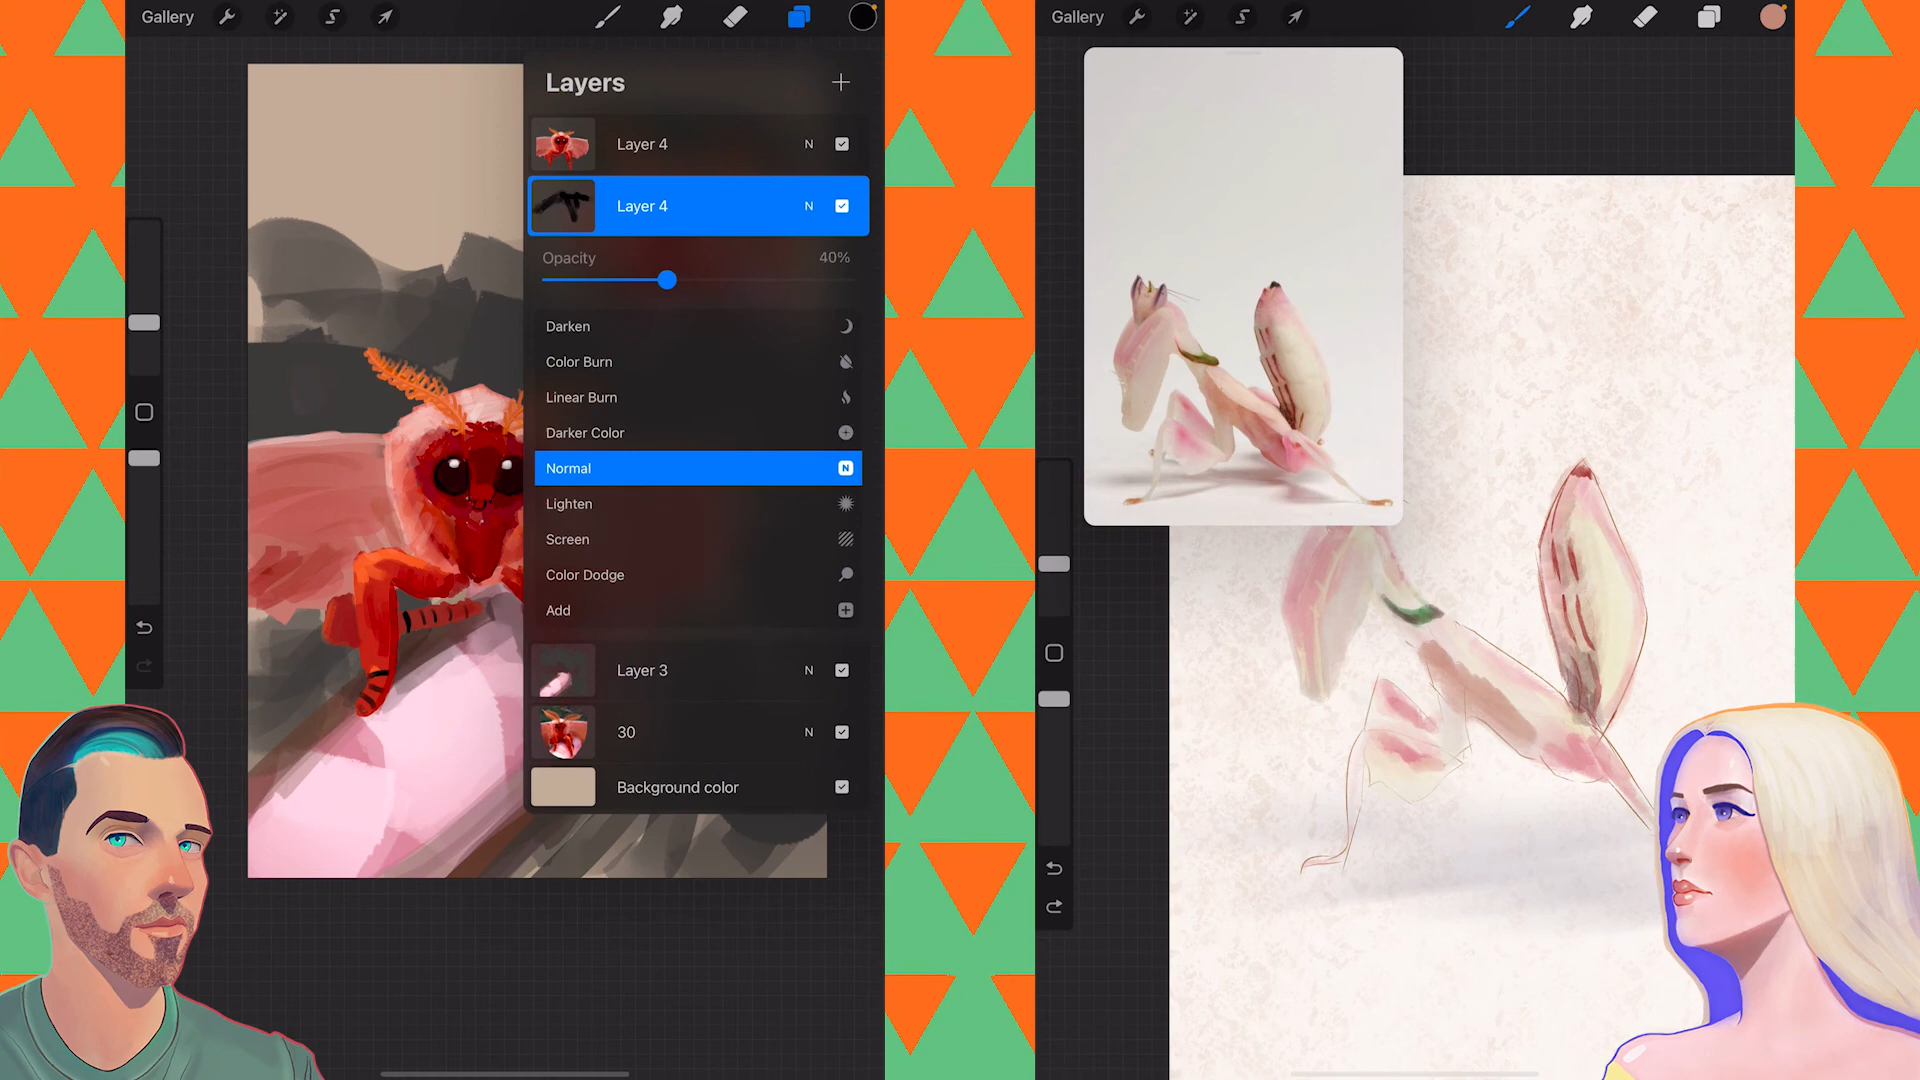 Gallery
Layers
Layer 4 N
Layer 4 N
Opacity 40%
Darken
Color Burn
Linear Burn
Darker Color
Normal N
Lighten
Screen
Color Dodge
Add
Layer 3 N
30 N
Background color
Gallery